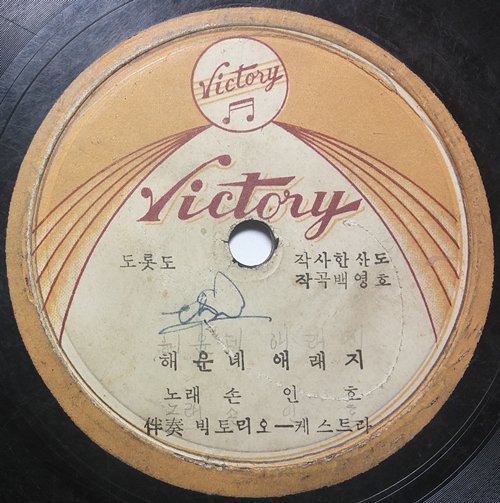 Victory
Victory
도롯도 작사한산도
작곡백영호
해운네 애래지
노래 손인호
伴奏 빅토리오—케스트라